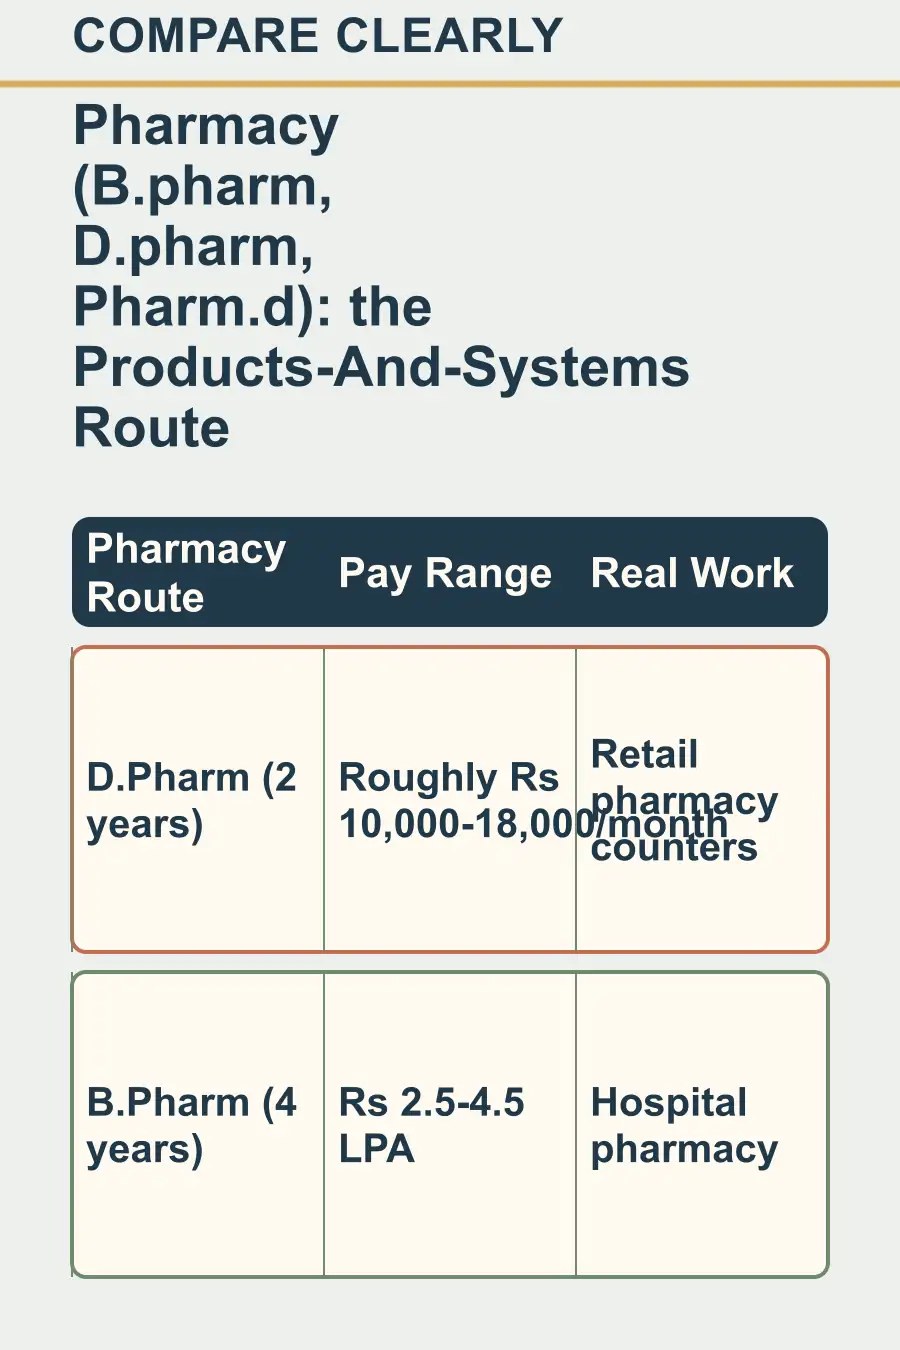 COMPARE CLEARLY
Pharmacy
(B.pharm,
D.pharm,
Pharm.d): the
Products-And-Systems
Route
Pharmacy
Route
Pay Range
Real Work
D.Pharm (2
years)
Roughly Rs
10,000-18,000/month
Retail
pharmacy
counters
B.Pharm (4
years)
Rs 2.5-4.5
LPA
Hospital
pharmacy